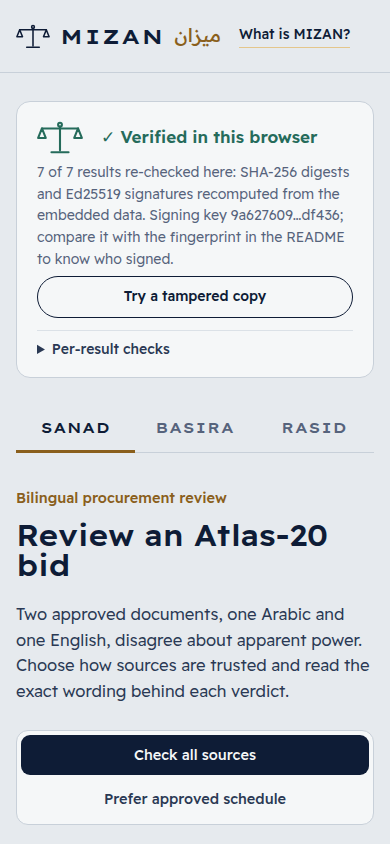 MIZAN ميزان What is MIZAN?
✓ Verified in this browser
7 of 7 results re-checked here: SHA-256 digests
and Ed25519 signatures recomputed from the
embedded data. Signing key 9a627609…df436;
compare it with the fingerprint in the README
to know who signed.
Try a tampered copy
▶ Per-result checks
SANAD BASIRA RASID
Bilingual procurement review
Review an Atlas-20
bid
Two approved documents, one Arabic and
one English, disagree about apparent power.
Choose how sources are trusted and read the
exact wording behind each verdict.
Check all sources
Prefer approved schedule